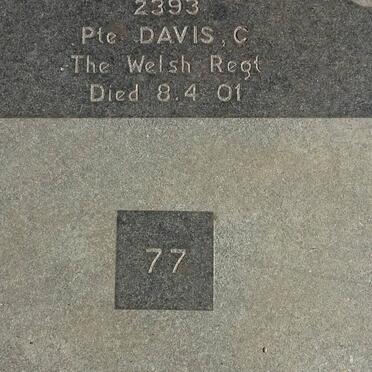 2393
Pte DAVIS, C
The Welsh Regt
Died 8.4 01
77